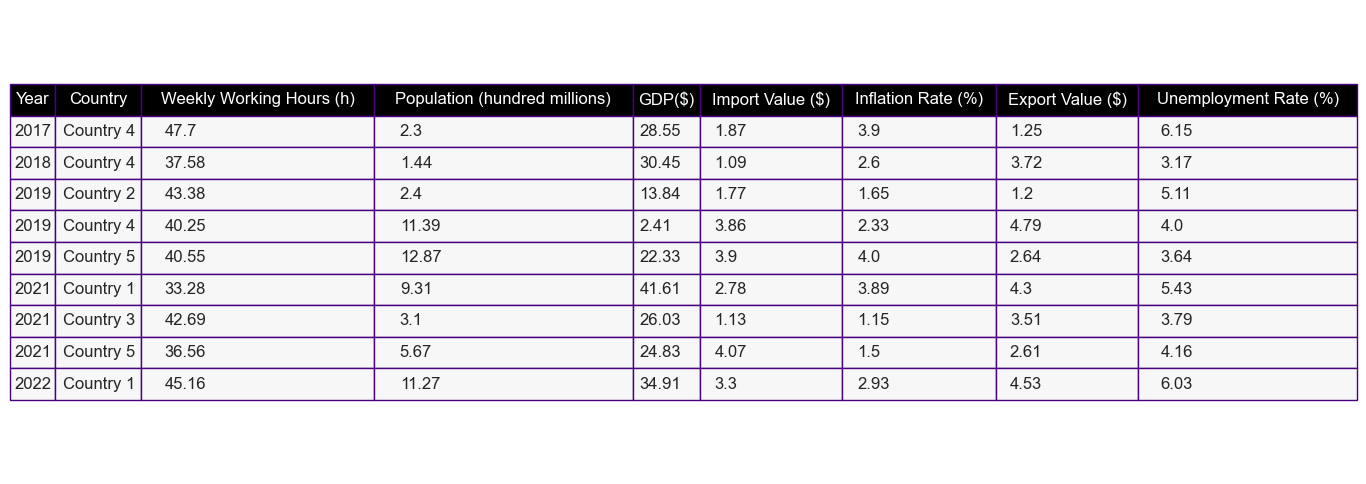 Year Country Weekly Working Hours (h) Population (hundred millions) GDP($) Import Value ($) Inflation Rate (%) Export Value ($) Unemployment Rate (%)
2017 Country 4 47.7 2.3 28.55 1.87 3.9 1.25 6.15
2018 Country 4 37.58 1.44 30.45 1.09 2.6 3.72 3.17
2019 Country 2 43.38 2.4 13.84 1.77 1.65 1.2 5.11
2019 Country 4 40.25 11.39 2.41 3.86 2.33 4.79 4.0
2019 Country 5 40.55 12.87 22.33 3.9 4.0 2.64 3.64
2021 Country 1 33.28 9.31 41.61 2.78 3.89 4.3 5.43
2021 Country 3 42.69 3.1 26.03 1.13 1.15 3.51 3.79
2021 Country 5 36.56 5.67 24.83 4.07 1.5 2.61 4.16
2022 Country 1 45.16 11.27 34.91 3.3 2.93 4.53 6.03